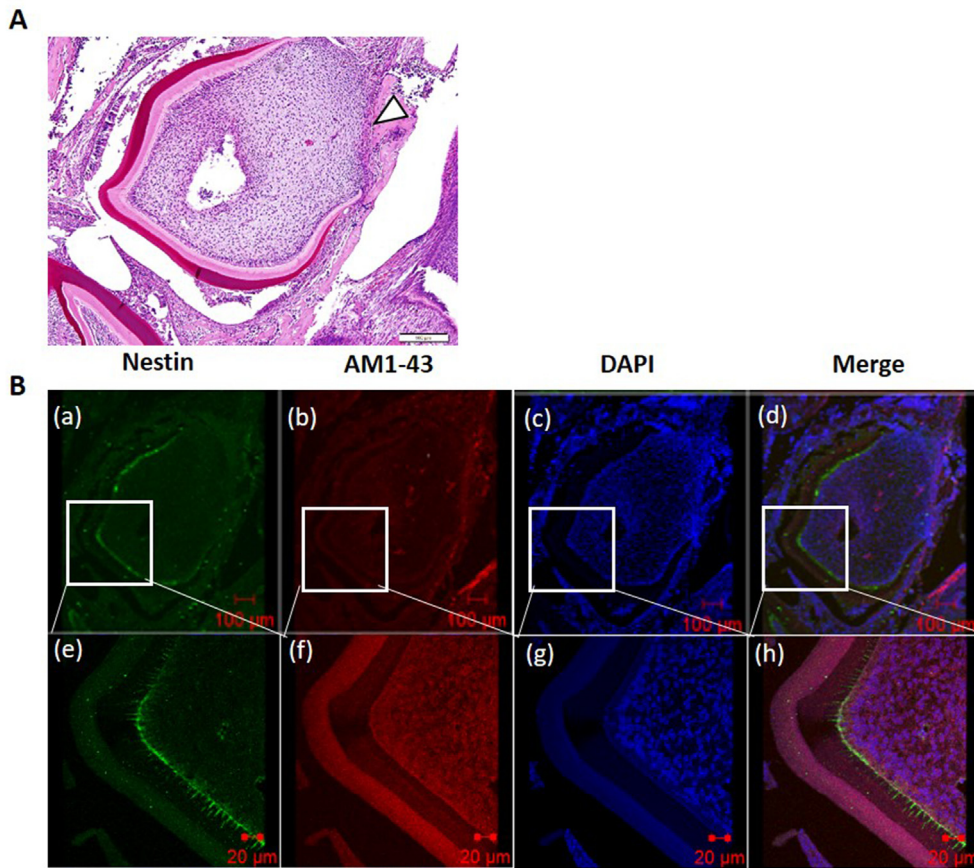 A
Nestin AM1-43 DAPI Merge
B
(a) (b) (c) (d)
100 µm 100 µm 100 µm 100 µm
(e) (f) (g) (h)
20 µm 20 µm 20 µm 20 µm